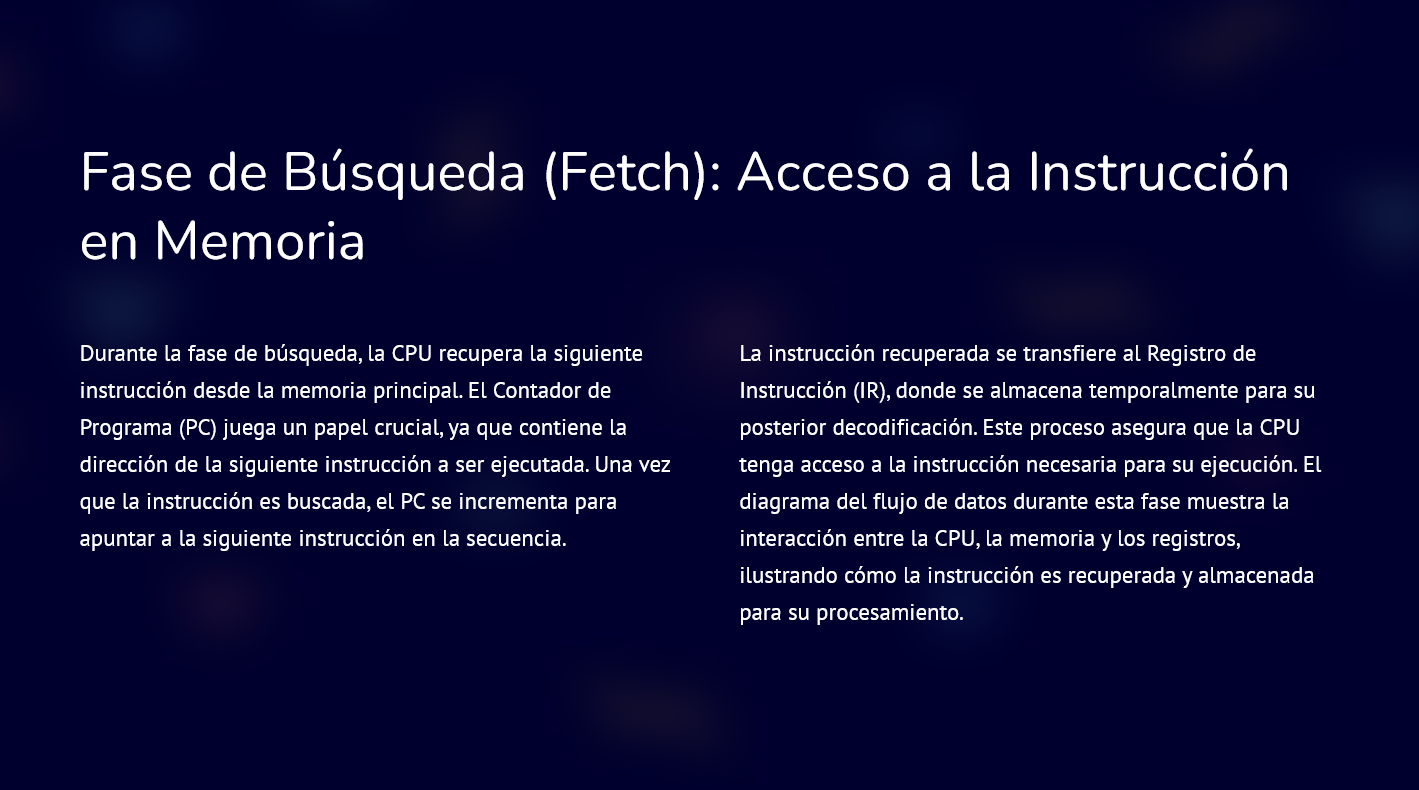 Fase de Búsqueda (Fetch): Acceso a la Instrucción
en Memoria
Durante la fase de búsqueda, la CPU recupera la siguiente
instrucción desde la memoria principal. El Contador de
Programa (PC) juega un papel crucial, ya que contiene la
dirección de la siguiente instrucción a ser ejecutada. Una vez
que la instrucción es buscada, el PC se incrementa para
apuntar a la siguiente instrucción en la secuencia.
La instrucción recuperada se transfiere al Registro de
Instrucción (IR), donde se almacena temporalmente para su
posterior decodificación. Este proceso asegura que la CPU
tenga acceso a la instrucción necesaria para su ejecución. El
diagrama del flujo de datos durante esta fase muestra la
interacción entre la CPU, la memoria y los registros,
ilustrando cómo la instrucción es recuperada y almacenada
para su procesamiento.